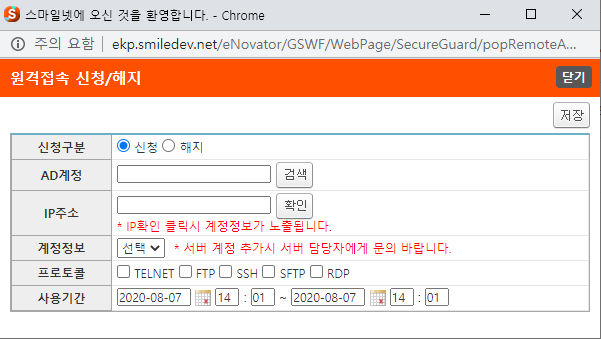 스마일넷에 오신 것을 환영합니다. - Chrome
주의 요함 | ekp.smiledev.net/eNovator/GSWF/WebPage/SecureGuard/popRemoteA...
원격접속 신청/해지 닫기
저장
신청구분 신청 해지
AD계정 검색
IP주소 확인
* IP확인 클릭시 계정정보가 노출됩니다.
계정정보 선택 * 서버 계정 추가시 서버 담당자에게 문의 바랍니다.
프로토콜 TELNET FTP SSH SFTP RDP
사용기간 2020-08-07 14 : 01 ~ 2020-08-07 14 : 01